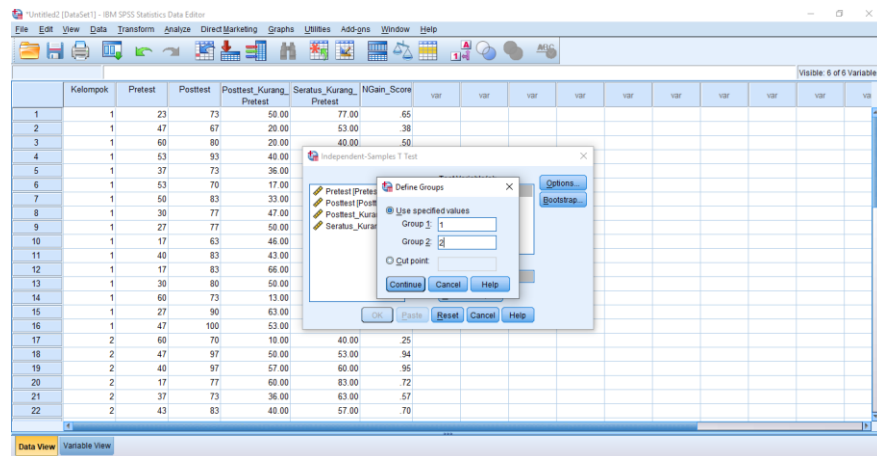 *Untitled2 [DataSet1] - IBM SPSS Statistics Data Editor
File Edit View Data Transform Analyze Direct Marketing Graphs Utilities Add-ons Window Help
Visible: 6 of 6 Variable
Kelompok Pretest Posttest Posttest_Kurang_Pretest Seratus_Kurang_Pretest NGain_Score var var var var var var var var va
1 1 23 73 50.00 77.00 .65
2 1 47 67 20.00 53.00 .38
3 1 60 80 20.00 40.00 .50
4 1 53 93 40.00
5 1 37 73 36.00
6 1 53 70 17.00
7 1 50 83 33.00
8 1 30 77 47.00
9 1 27 77 50.00
10 1 17 63 46.00
11 1 40 83 43.00
12 1 17 83 66.00
13 1 30 80 50.00
14 1 60 73 13.00
15 1 27 90 63.00
16 1 47 100 53.00
17 2 60 70 10.00 40.00 .25
18 2 47 97 50.00 53.00 .94
19 2 40 97 57.00 60.00 .95
20 2 17 77 60.00 83.00 .72
21 2 37 73 36.00 63.00 .57
22 2 43 83 40.00 57.00 .70
Independent-Samples T Test
Pretest [Pretes
Posttest [Postt
Posttest_Kura
Seratus_Kurar
Options...
Bootstrap...
Define Groups
Use specified values
Group 1: 1
Group 2: 2
Cut point:
Continue Cancel Help
OK Paste Reset Cancel Help
Data View Variable View